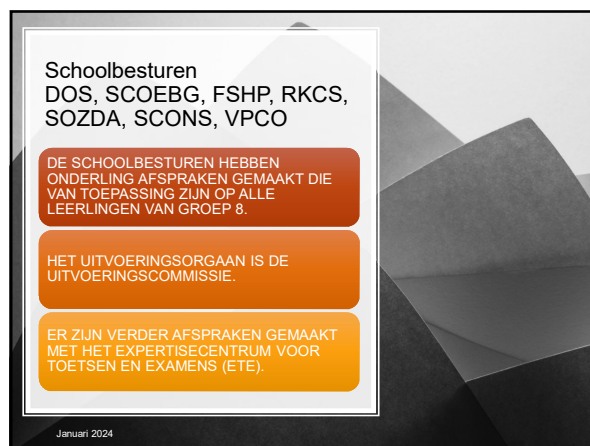 Schoolbesturen
DOS, SCOEBG, FSHP, RKCS,
SOZDA, SCONS, VPCO
DE SCHOOLBESTUREN HEBBEN
ONDERLING AFSPRAKEN GEMAAKT DIE
VAN TOEPASSING ZIJN OP ALLE
LEERLINGEN VAN GROEP 8.
HET UITVOERINGSORGAAN IS DE
UITVOERINGSCOMMISSIE.
ER ZIJN VERDER AFSPRAKEN GEMAAKT
MET HET EXPERTISECENTRUM VOOR
TOETSEN EN EXAMENS (ETE).
Januari 2024